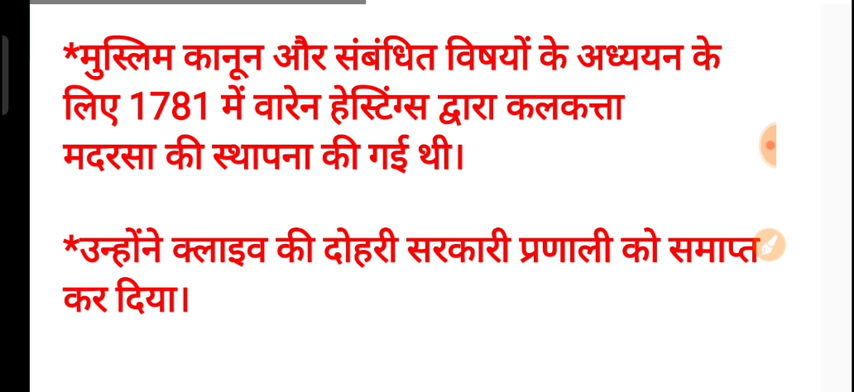 *मुस्लिम कानून और संबंधित विषयों के अध्ययन के
लिए 1781 में वारेन हेस्टिंग्स द्वारा कलकत्ता
मदरसा की स्थापना की गई थी।
*उन्होंने क्लाइव की दोहरी सरकारी प्रणाली को समाप्त
कर दिया।